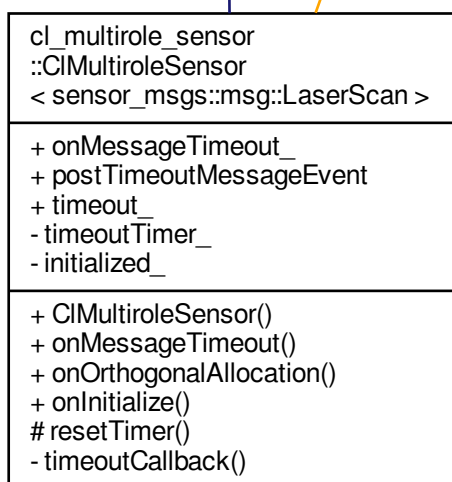 cl_multirole_sensor
::ClMultiroleSensor
< sensor_msgs::msg::LaserScan >
+ onMessageTimeout_
+ postTimeoutMessageEvent
+ timeout_
- timeoutTimer_
- initialized_
+ ClMultiroleSensor()
+ onMessageTimeout()
+ onOrthogonalAllocation()
+ onInitialize()
# resetTimer()
- timeoutCallback()